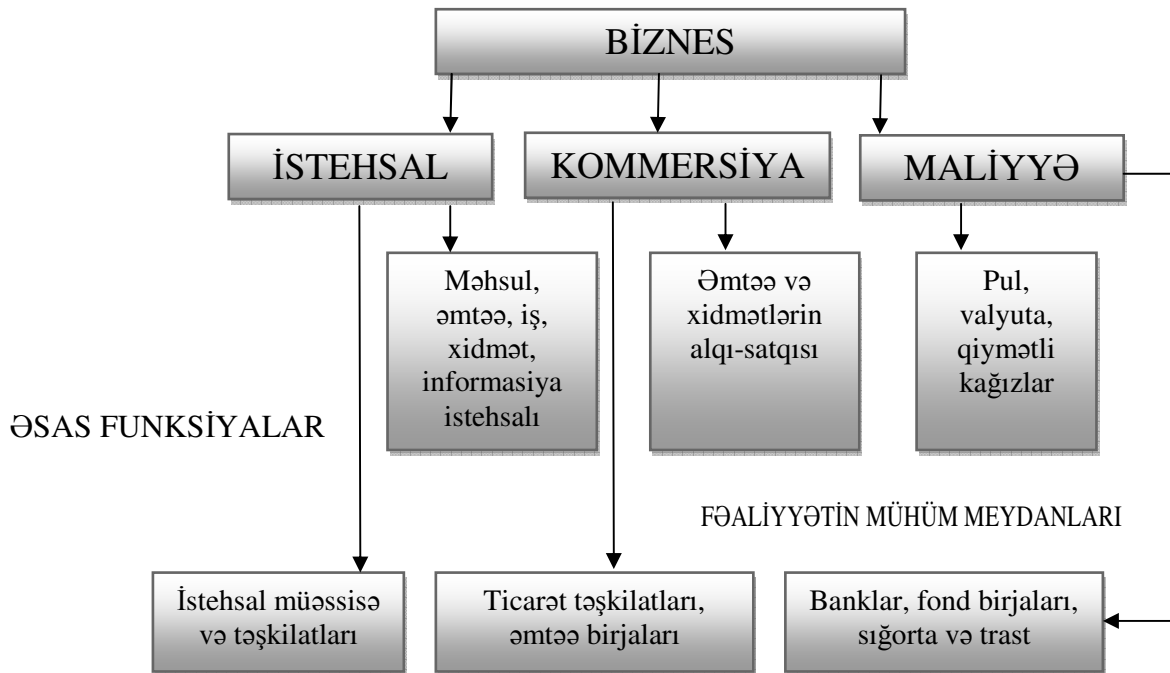 BİZNES
İSTEHSAL
KOMMERSİYA
MALİYYƏ
Məhsul,
əmtəə, iş,
xidmət,
informasiya
istehsalı
Əmtəə və
xidmətlərin
alqı-satqısı
Pul,
valyuta,
qiymətli
kağızlar
ƏSAS FUNKSİYALAR
FƏALİYYƏTİN MÜHÜM MEYDANLARI
İstehsal müəssisə
və təşkilatları
Ticarət təşkilatları,
əmtəə birjaları
Banklar, fond birjaları,
sığorta və trast